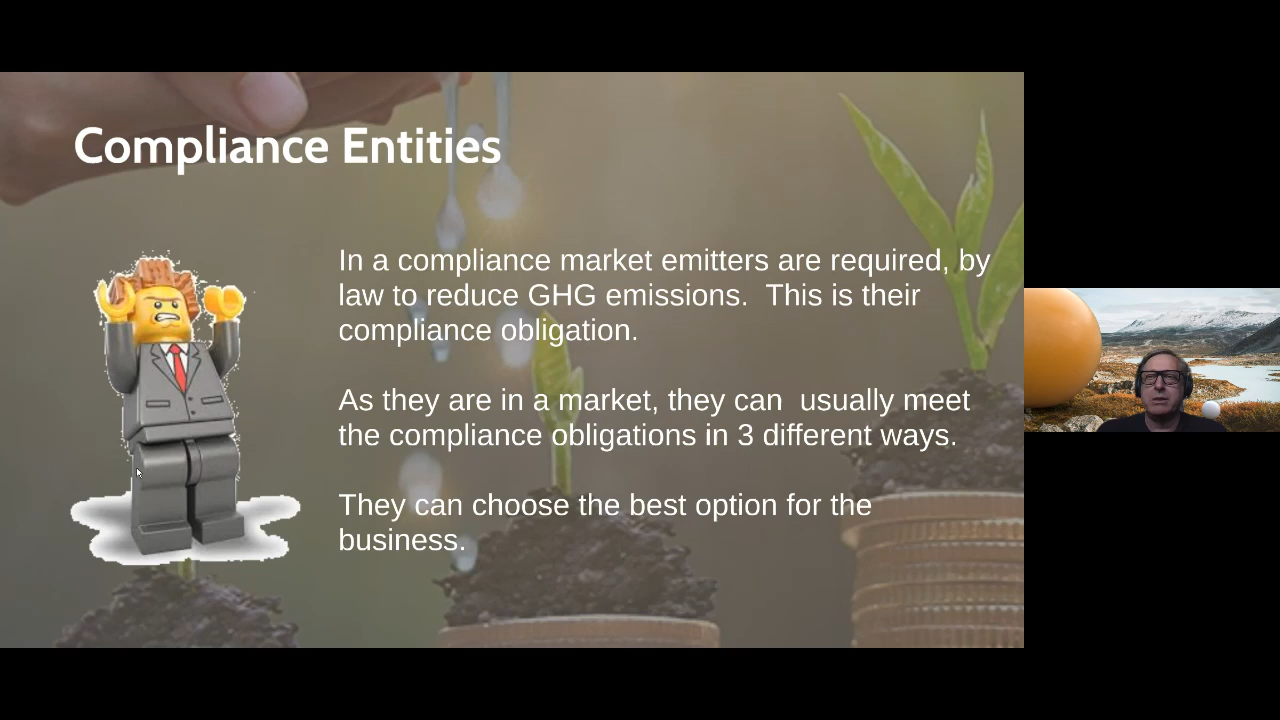 Compliance Entities
In a compliance market emitters are required, by
law to reduce GHG emissions.  This is their
compliance obligation.
As they are in a market, they can  usually meet
the compliance obligations in 3 different ways.
They can choose the best option for the
business.